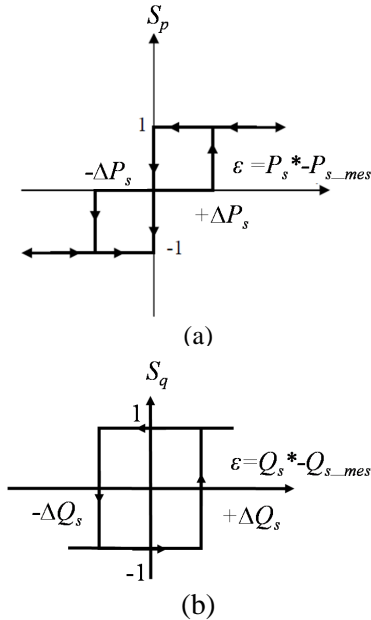 S_p
1
-ΔP_s
ε =P_s*-P_s_mes
+ΔP_s
-1
(a)
S_q
1
ε=Q_s*-Q_s_mes
-ΔQ_s
+ΔQ_s
-1
(b)